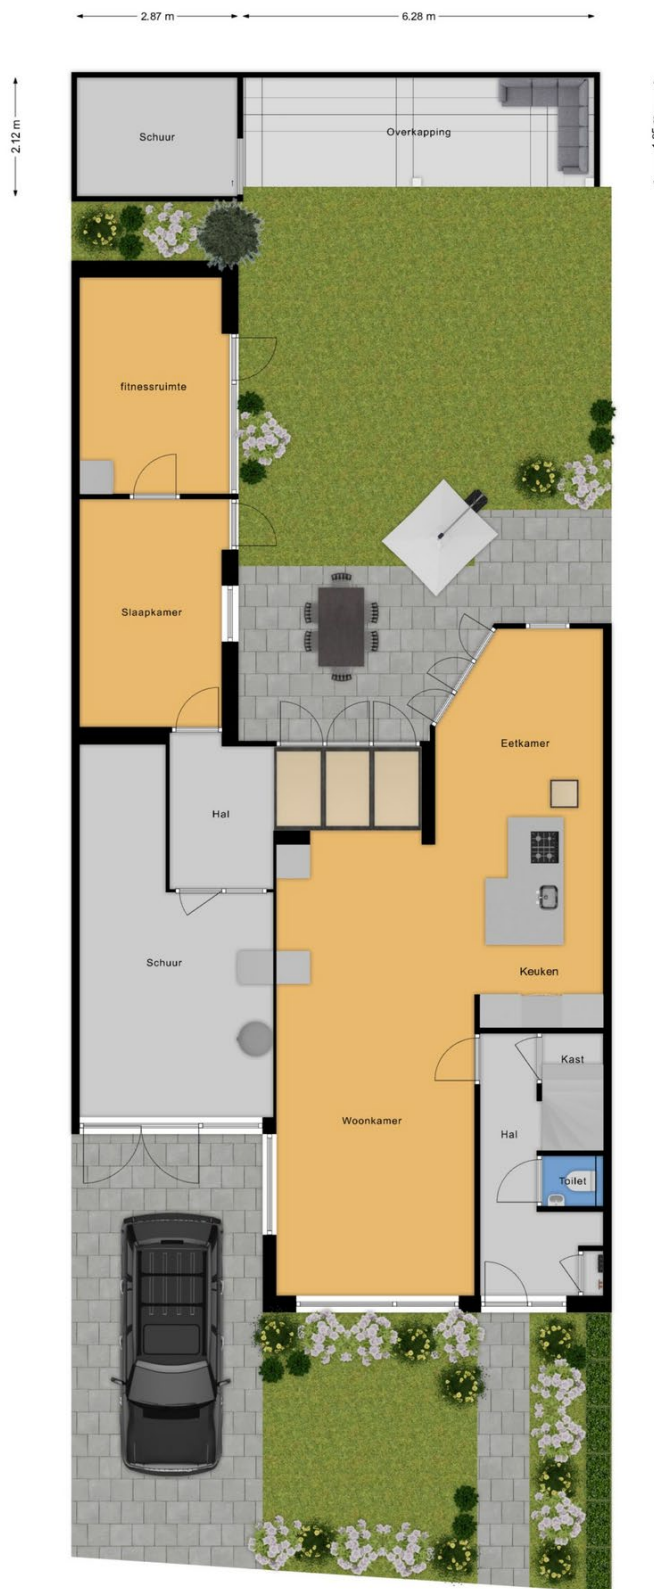 2.87 m
6.28 m
2.12 m
Schuur
Overkapping
fitnessruimte
Slaapkamer
Eetkamer
Hal
Schuur
Keuken
Kast
Woonkamer
Hal
Toilet